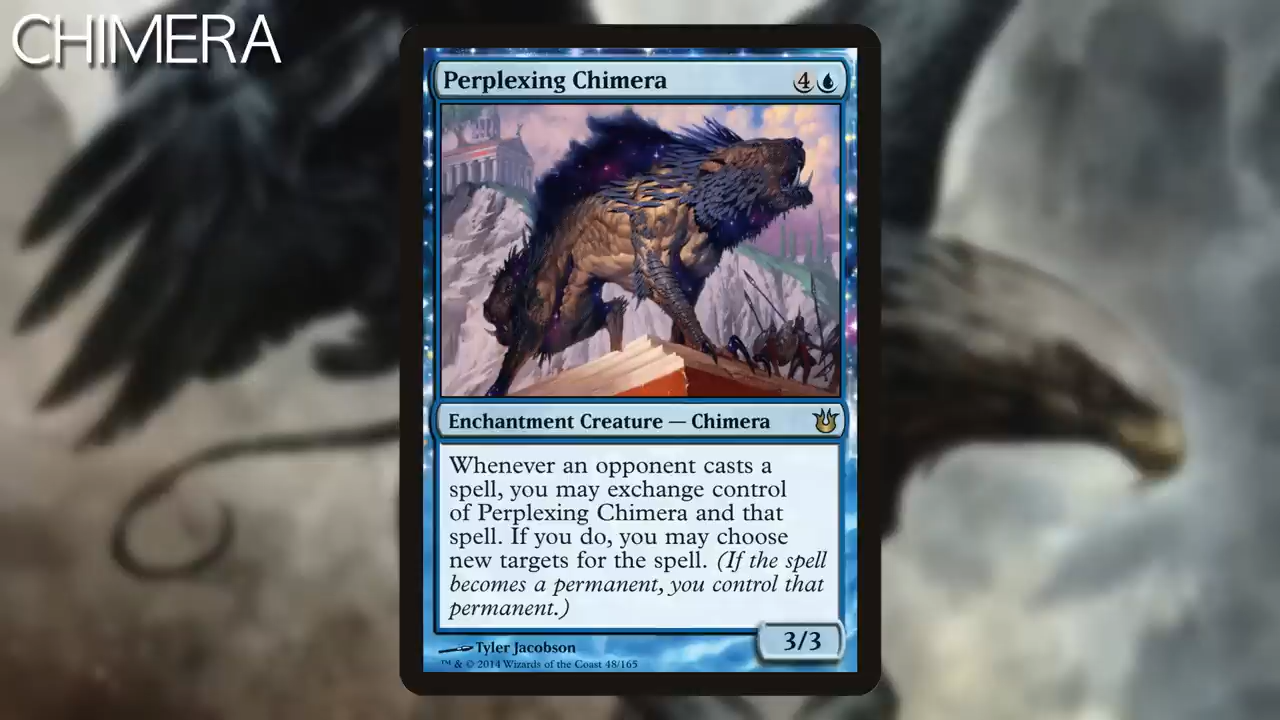 CHIMERA
Perplexing Chimera 4
Enchantment Creature — Chimera
Whenever an opponent casts a
spell, you may exchange control
of Perplexing Chimera and that
spell. If you do, you may choose
new targets for the spell. (If the spell
becomes a permanent, you control that
permanent.)
3/3
Tyler Jacobson
™ & © 2014 Wizards of the Coast 48/165